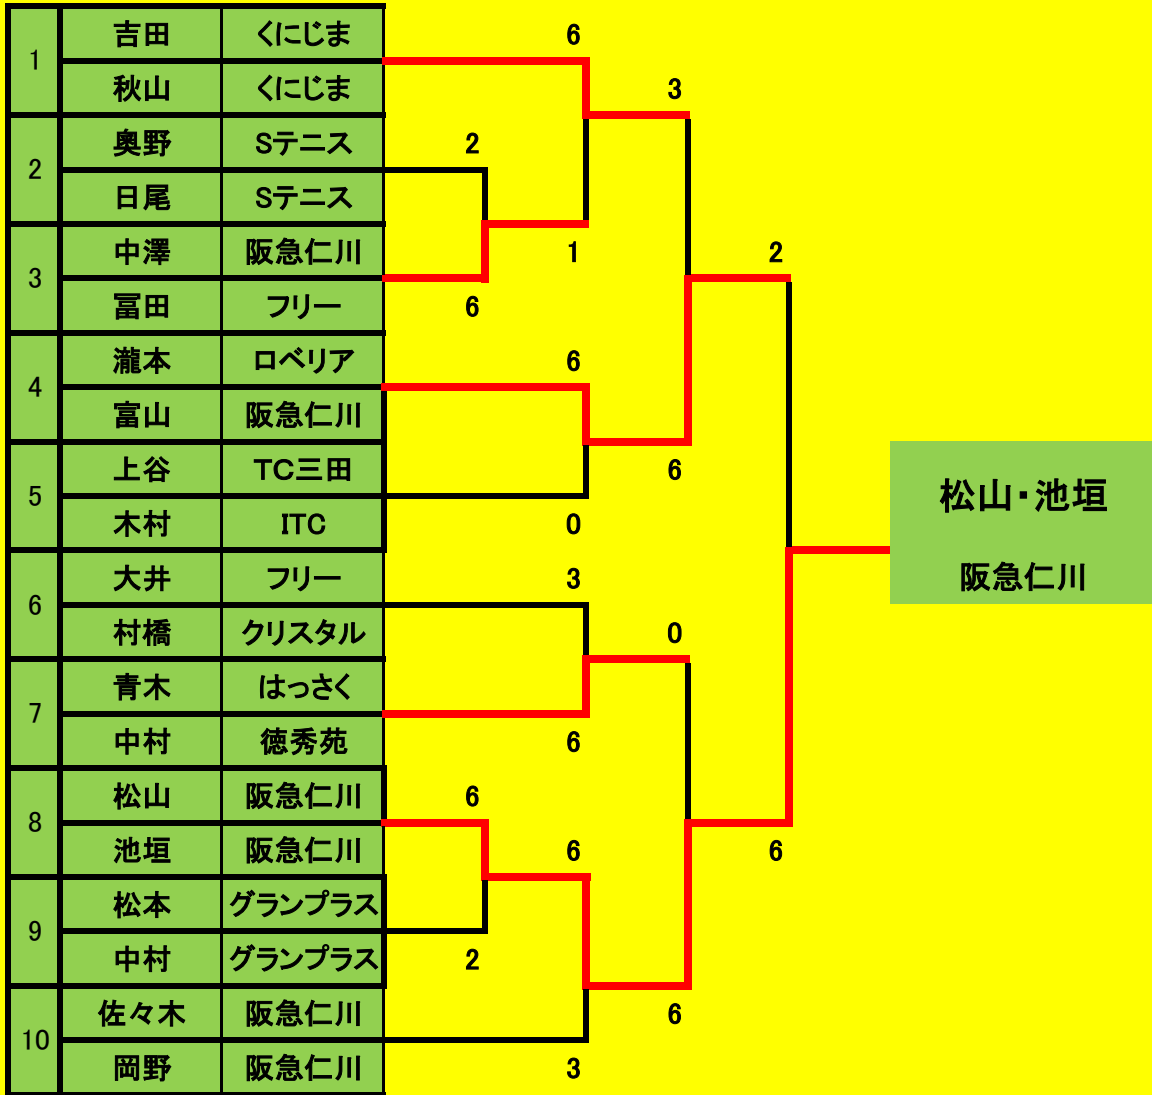 1
吉田 くにじま
秋山 くにじま
2
奥野 Sテニス
日尾 Sテニス
3
中澤 阪急仁川
冨田 フリー
4
瀧本 ロベリア
富山 阪急仁川
5
上谷 TC三田
木村 ITC
6
大井 フリー
村橋 クリスタル
7
青木 はっさく
中村 徳秀苑
8
松山 阪急仁川
池垣 阪急仁川
9
松本 グランプラス
中村 グランプラス
10
佐々木 阪急仁川
岡野 阪急仁川
2
6
6
2
6
1
6
0
3
6
6
3
3
6
0
6
2
6
松山・池垣
阪急仁川